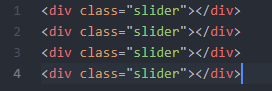 1 <div class="slider"></div>
2 <div class="slider"></div>
3 <div class="slider"></div>
4 <div class="slider"></div>